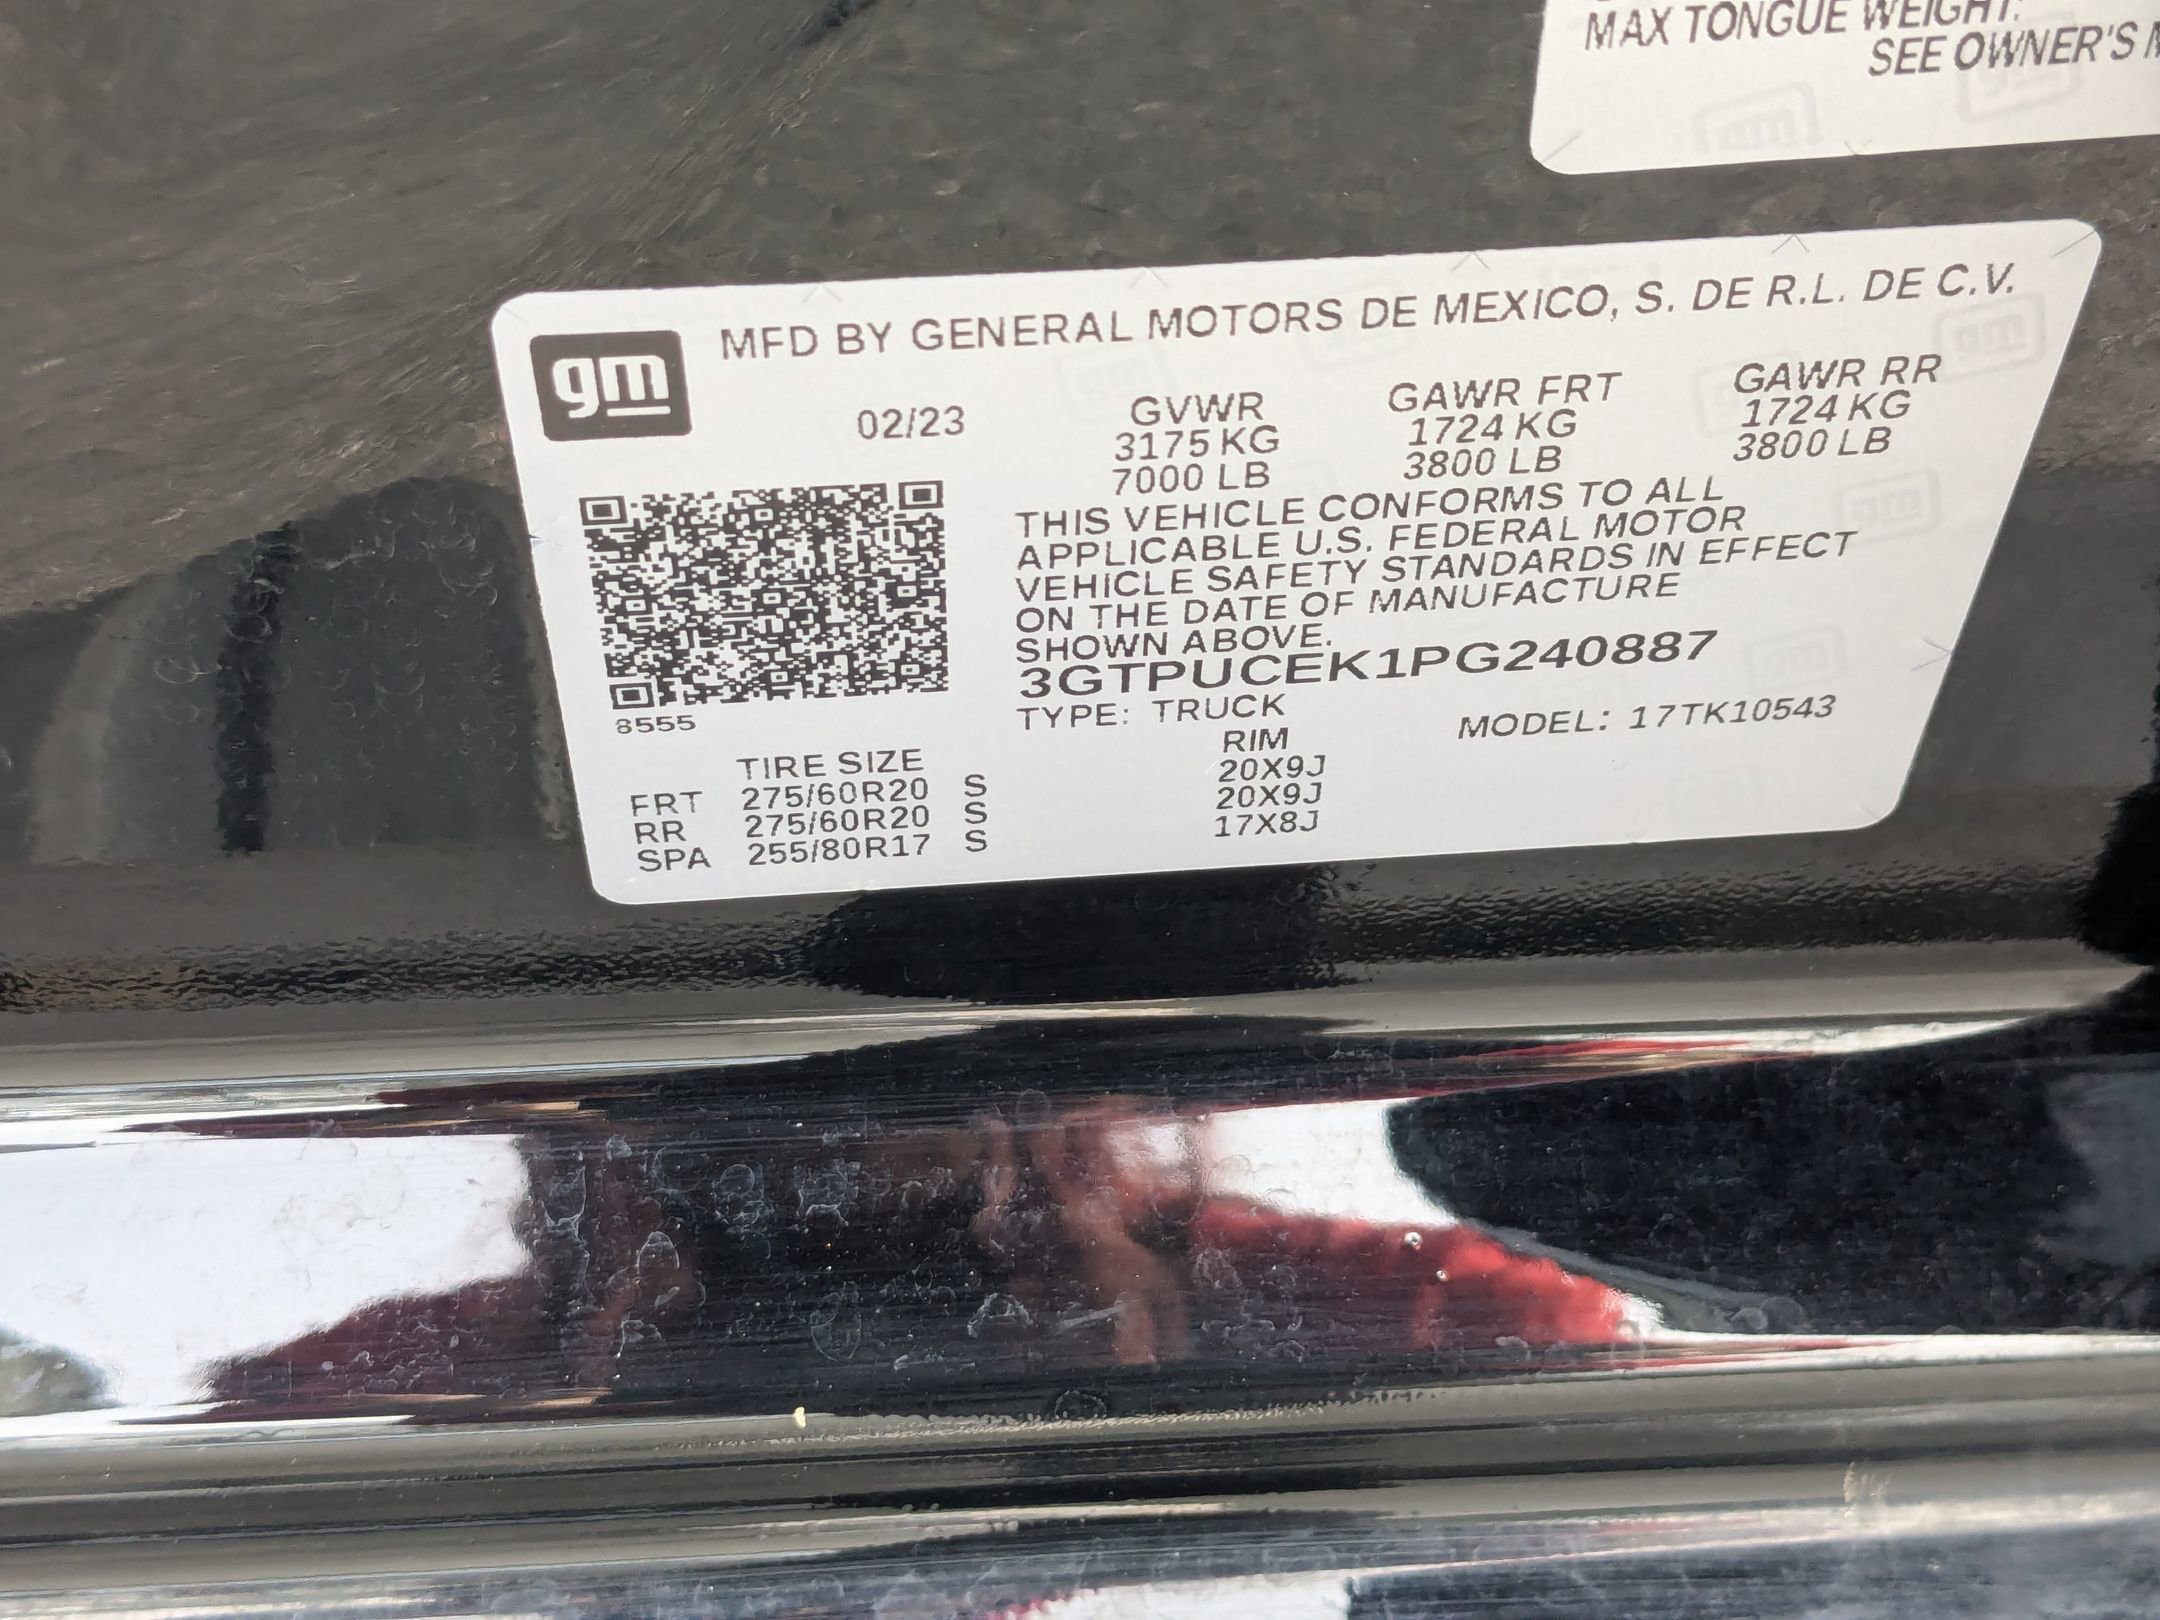 MAX TONGUE WEIGHT:
SEE OWNER'S
gm
MFD BY GENERAL MOTORS DE MEXICO, S. DE R.L. DE C.V.
02/23 GVWR GAWR FRT GAWR RR
3175 KG 1724 KG 1724 KG
7000 LB 3800 LB 3800 LB
THIS VEHICLE CONFORMS TO ALL
APPLICABLE U.S. FEDERAL MOTOR
VEHICLE SAFETY STANDARDS IN EFFECT
ON THE DATE OF MANUFACTURE
SHOWN ABOVE.
3GTPUCEK1PG240887
8555 TYPE: TRUCK MODEL: 17TK10543
TIRE SIZE RIM
FRT 275/60R20 S 20X9J
RR 275/60R20 S 20X9J
SPA 255/80R17 S 17X8J